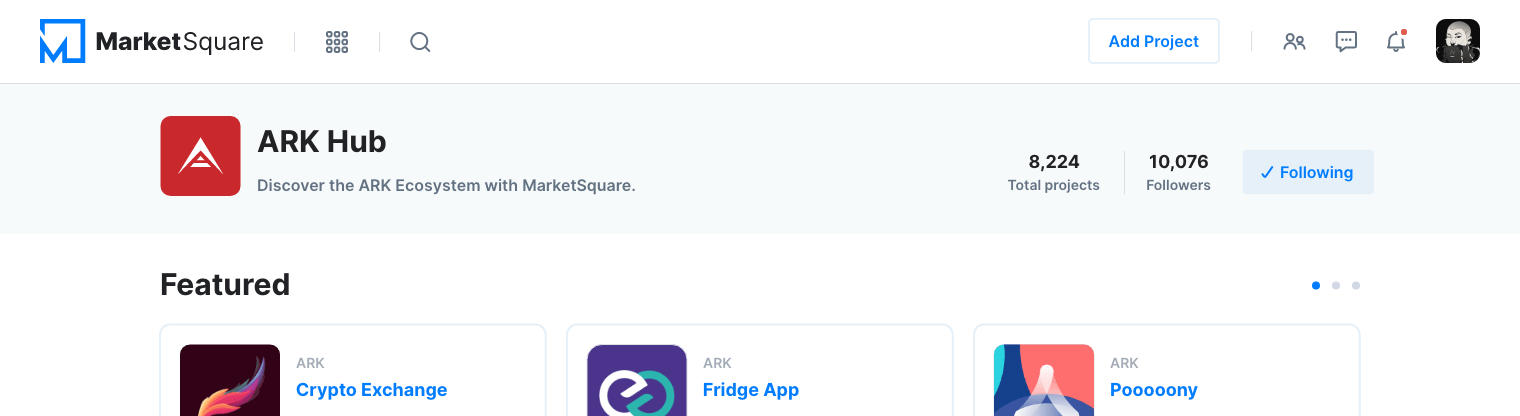 MarketSquare
Add Project
ARK Hub
Discover the ARK Ecosystem with MarketSquare.
8,224
Total projects
10,076
Followers
✓ Following
Featured
ARK
Crypto Exchange
ARK
Fridge App
ARK
Pooooony